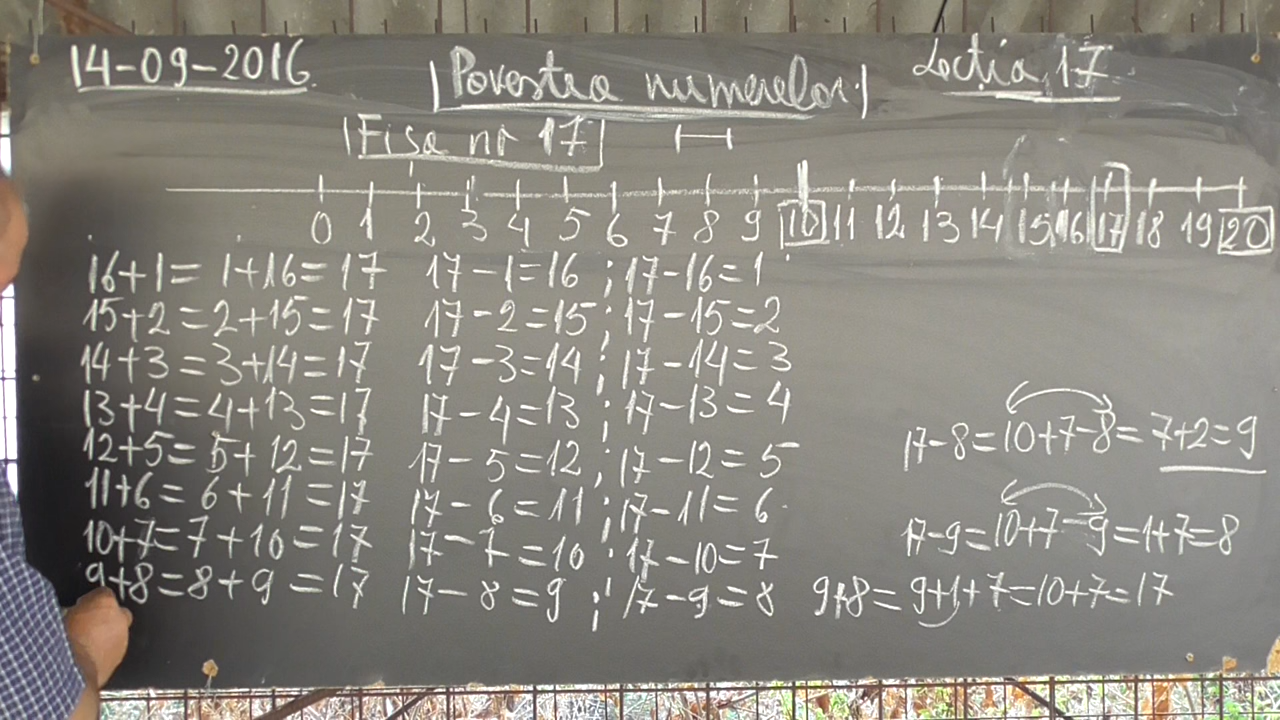 14-09-2016. Povestea numerelor. Lecția 17
Fișa nr 17
0 1 2 3 4 5 6 7 8 9 10 11 12 13 14 15 16 17 18 19 20
16+1= 1+16=17 17-1=16 ; 17-16=1
15+2=2+15=17 17-2=15 ; 17-15=2
14+3=3+14=17 17-3=14 ; 17-14=3
13+4=4+13=17 17-4=13 ; 17-13=4
12+5=5+12=17 17-5=12 ; 17-12=5
11+6=6+11=17 17-6=11 ; 17-11=6
10+7=7+10=17 17-7=10 ; 17-10=7
9+8=8+9=17 17-8=9 ; 17-9=8
17-8=10+7-8=7+2=9
17-9=10+7-9=1+7=8
9+8=9+1+7=10+7=17